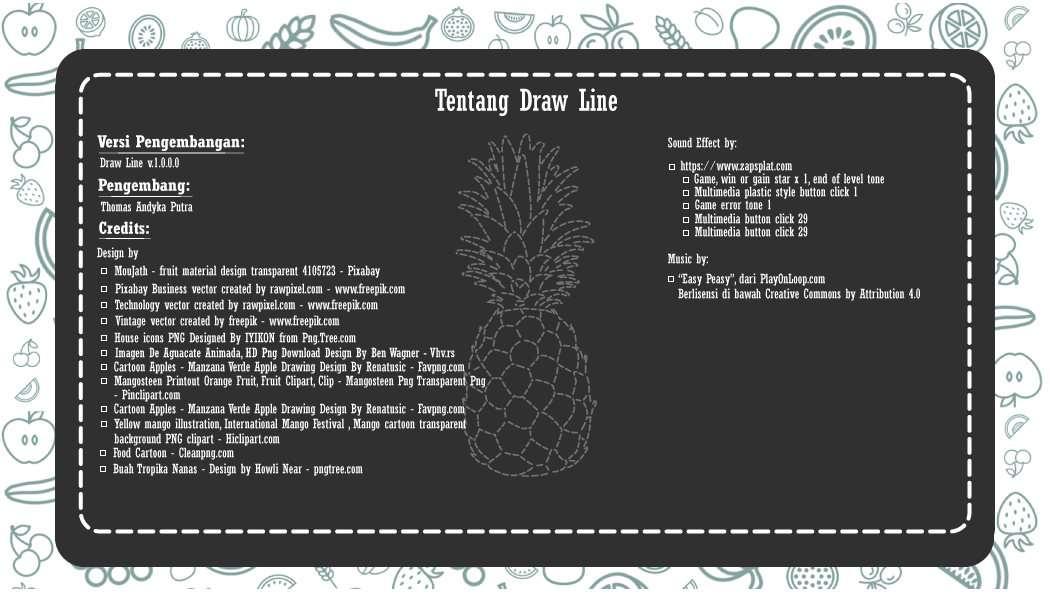 Tentang Draw Line
Versi Pengembangan:
Draw Line v.1.0.0.0
Pengembang:
Thomas Andyka Putra
Credits:
Design by
MouJath - fruit material design transparent 4105723 - Pixabay
Pixabay Business vector created by rawpixel.com - www.freepik.com
Technology vector created by rawpixel.com - www.freepik.com
Vintage vector created by freepik - www.freepik.com
House icons PNG Designed By IYIKON from Png.Tree.com
Imagen De Aguacate Animada, HD Png Download Design By Ben Wagner - Vhv.rs
Cartoon Apples - Manzana Verde Apple Drawing Design By Renatusic - Favpng.com
Mangosteen Printout Orange Fruit, Fruit Clipart, Clip - Mangosteen Png Transparent Png
- Pinclipart.com
Cartoon Apples - Manzana Verde Apple Drawing Design By Renatusic - Favpng.com
Yellow mango illustration, International Mango Festival , Mango cartoon transparent
background PNG clipart - Hiclipart.com
Food Cartoon - Cleanpng.com
Buah Tropika Nanas - Design by Howli Near - pngtree.com
Sound Effect by:
https://www.zapsplat.com
Game, win or gain star x 1, end of level tone
Multimedia plastic style button click 1
Game error tone 1
Multimedia button click 29
Multimedia button click 29
Music by:
“Easy Peasy”, dari PlayOnLoop.com
Berlisensi di bawah Creative Commons by Attribution 4.0